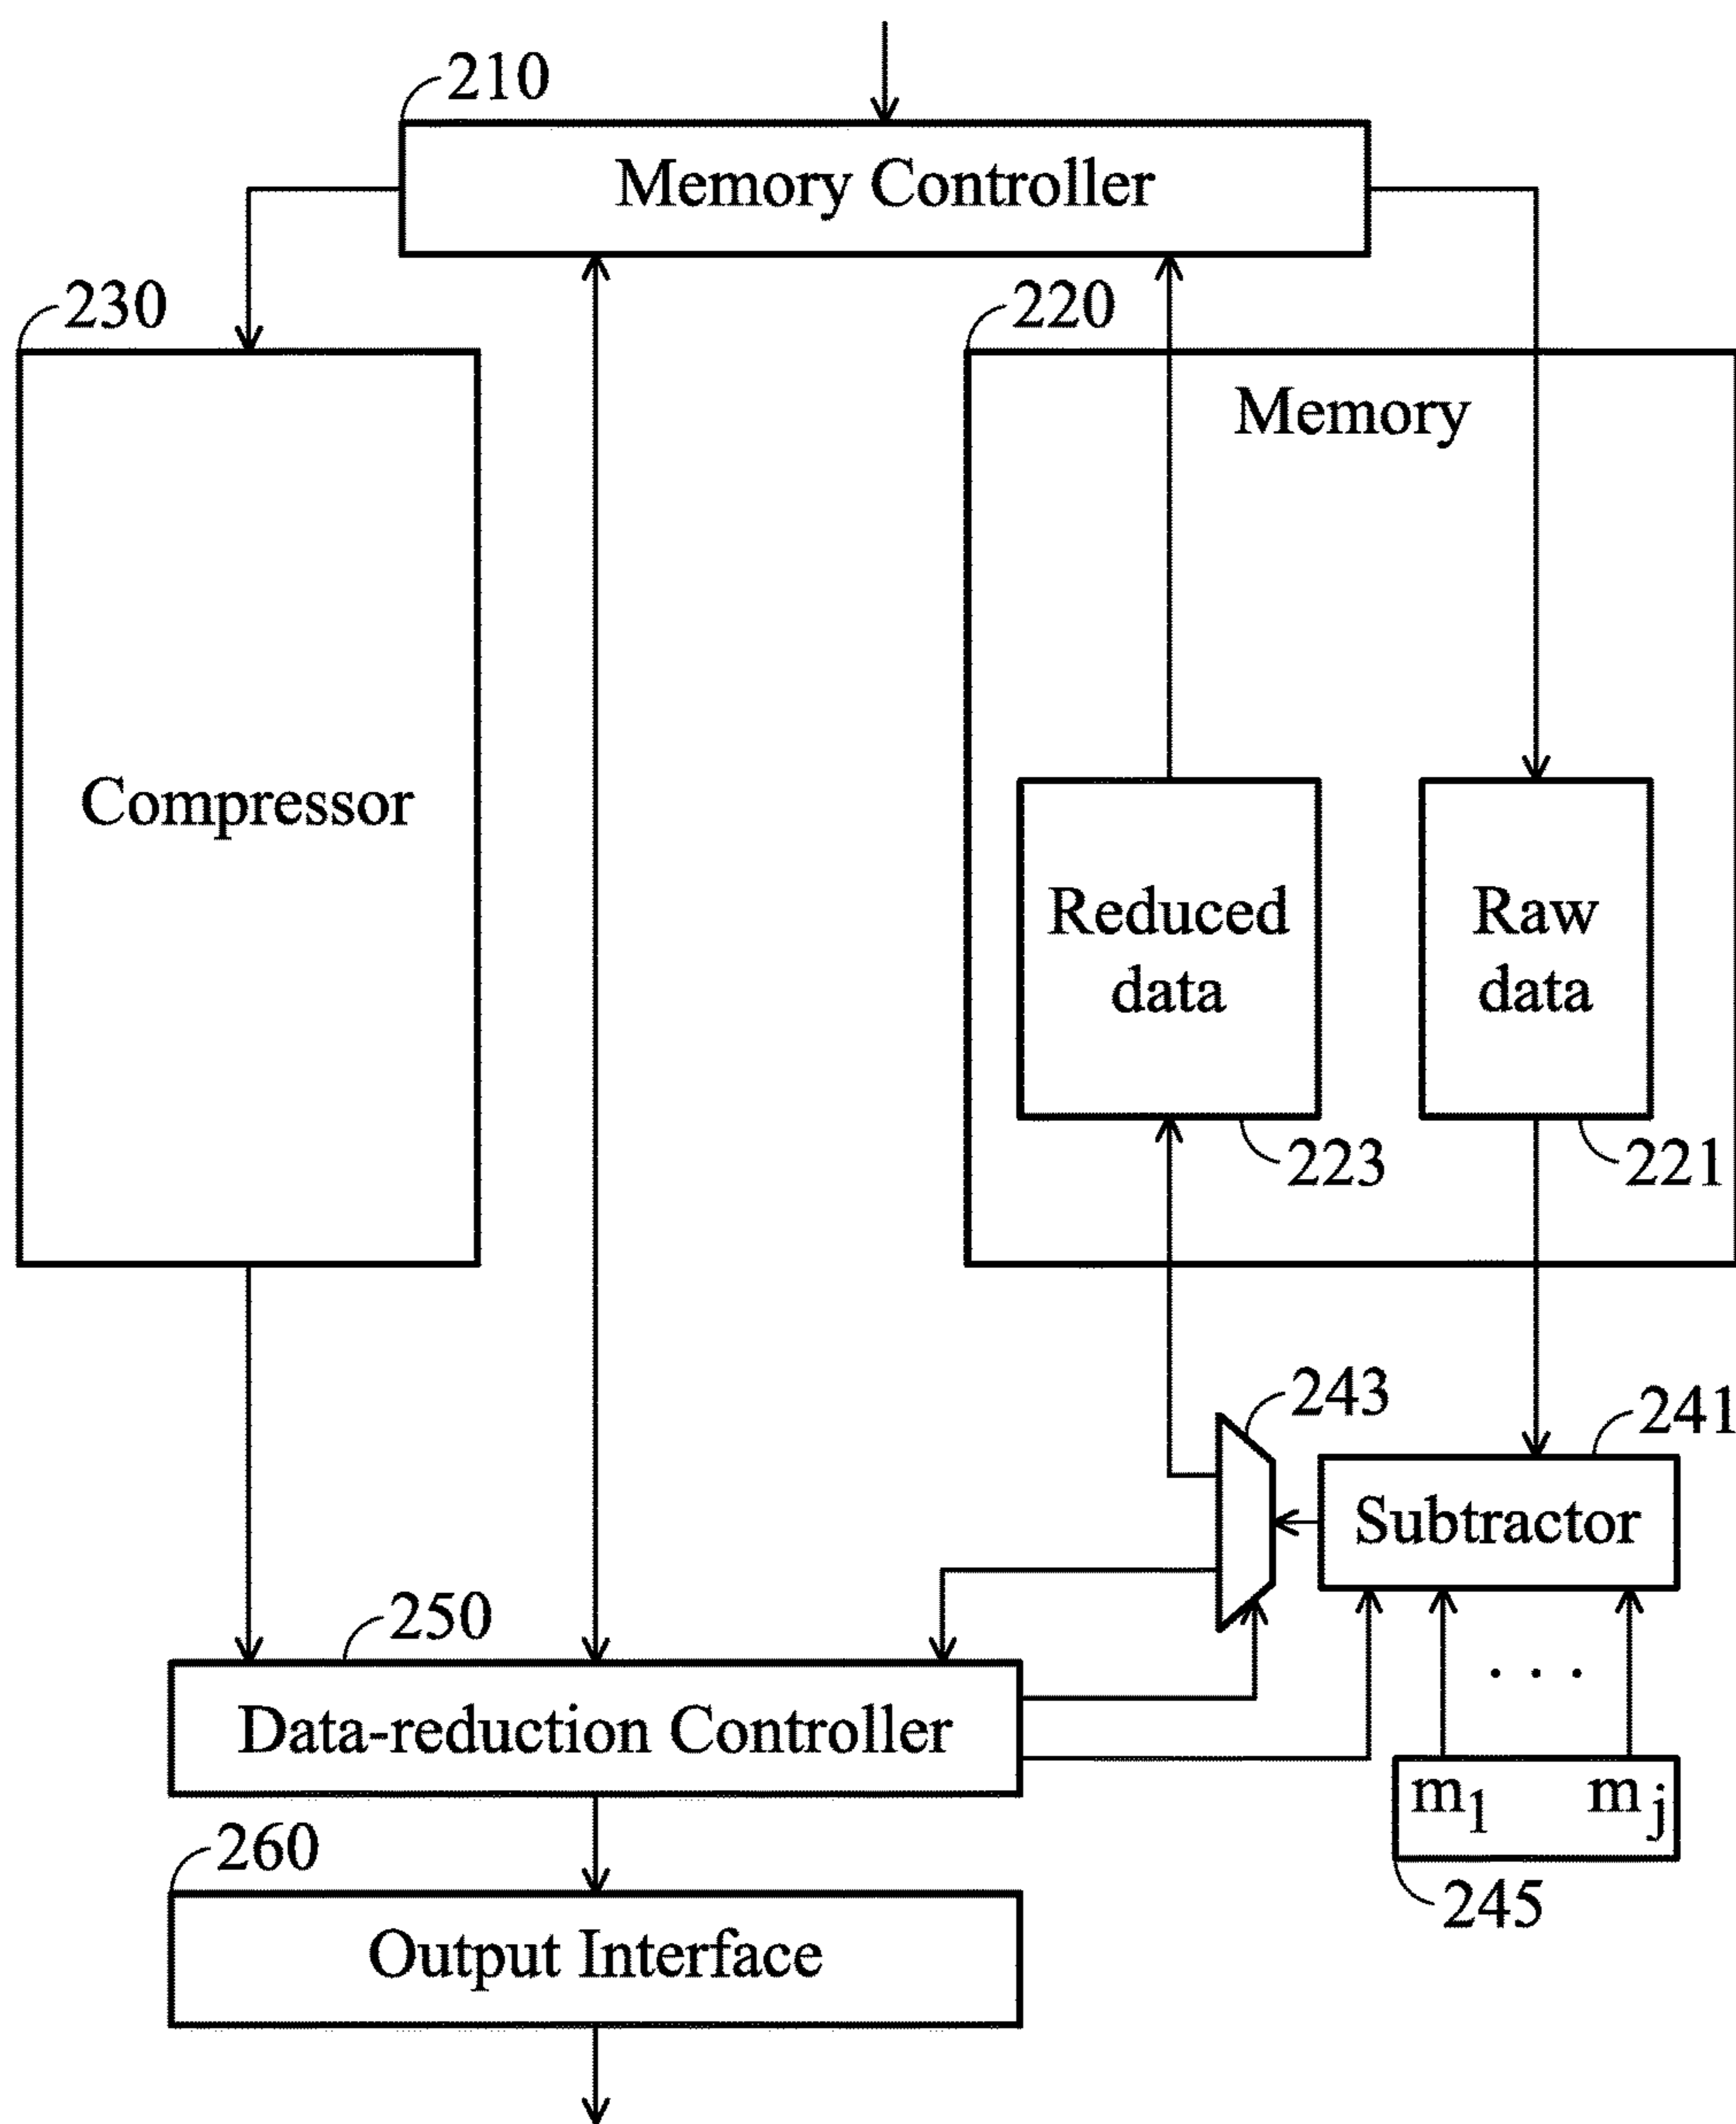 210
Memory Controller
230
220
Memory
Compressor
Reduced
data
Raw
data
223
221
243
241
Subtractor
250
Data-reduction Controller
. . .
m1 mj
260
245
Output Interface